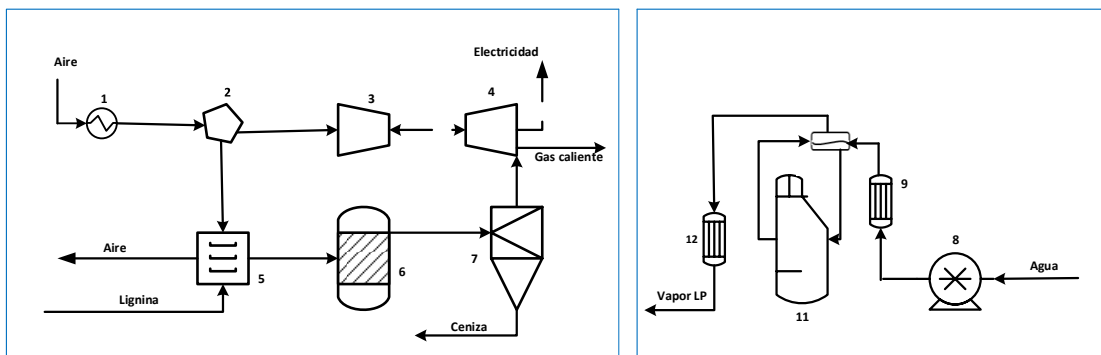 Aire
1
2
3
4
Electricidad
Gas caliente
Aire
5
6
7
Lignina
Ceniza
9
12
8
Agua
Vapor LP
11